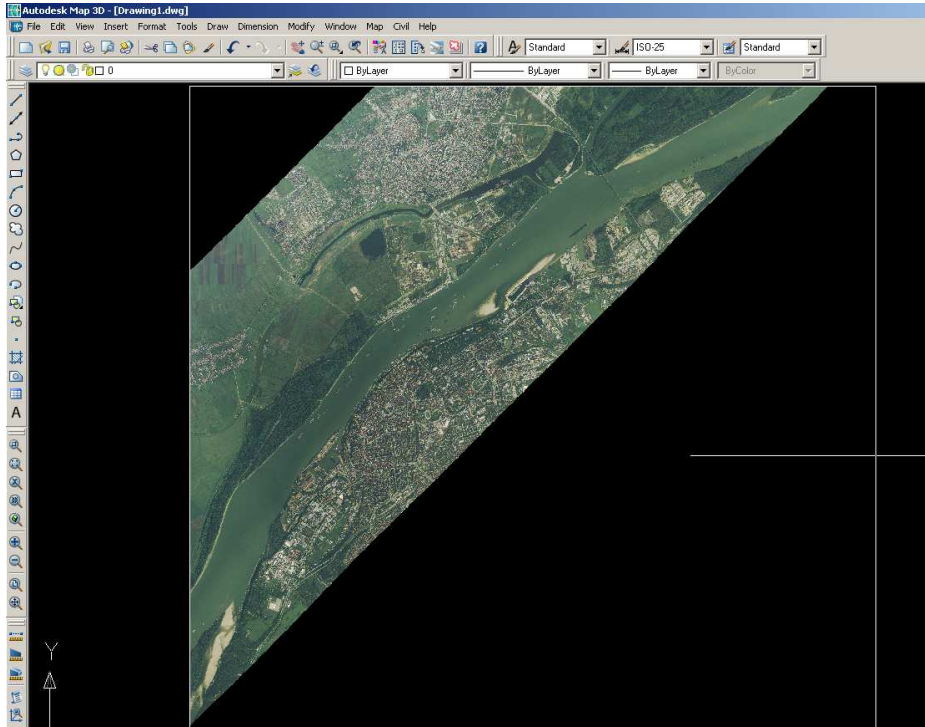 Autodesk Map 3D - [Drawing1.dwg]
File Edit View Insert Format Tools Draw Dimension Modify Window Map Civil Help
Standard ISO-25 Standard
0 ByLayer ByLayer ByLayer ByColor
A
Y